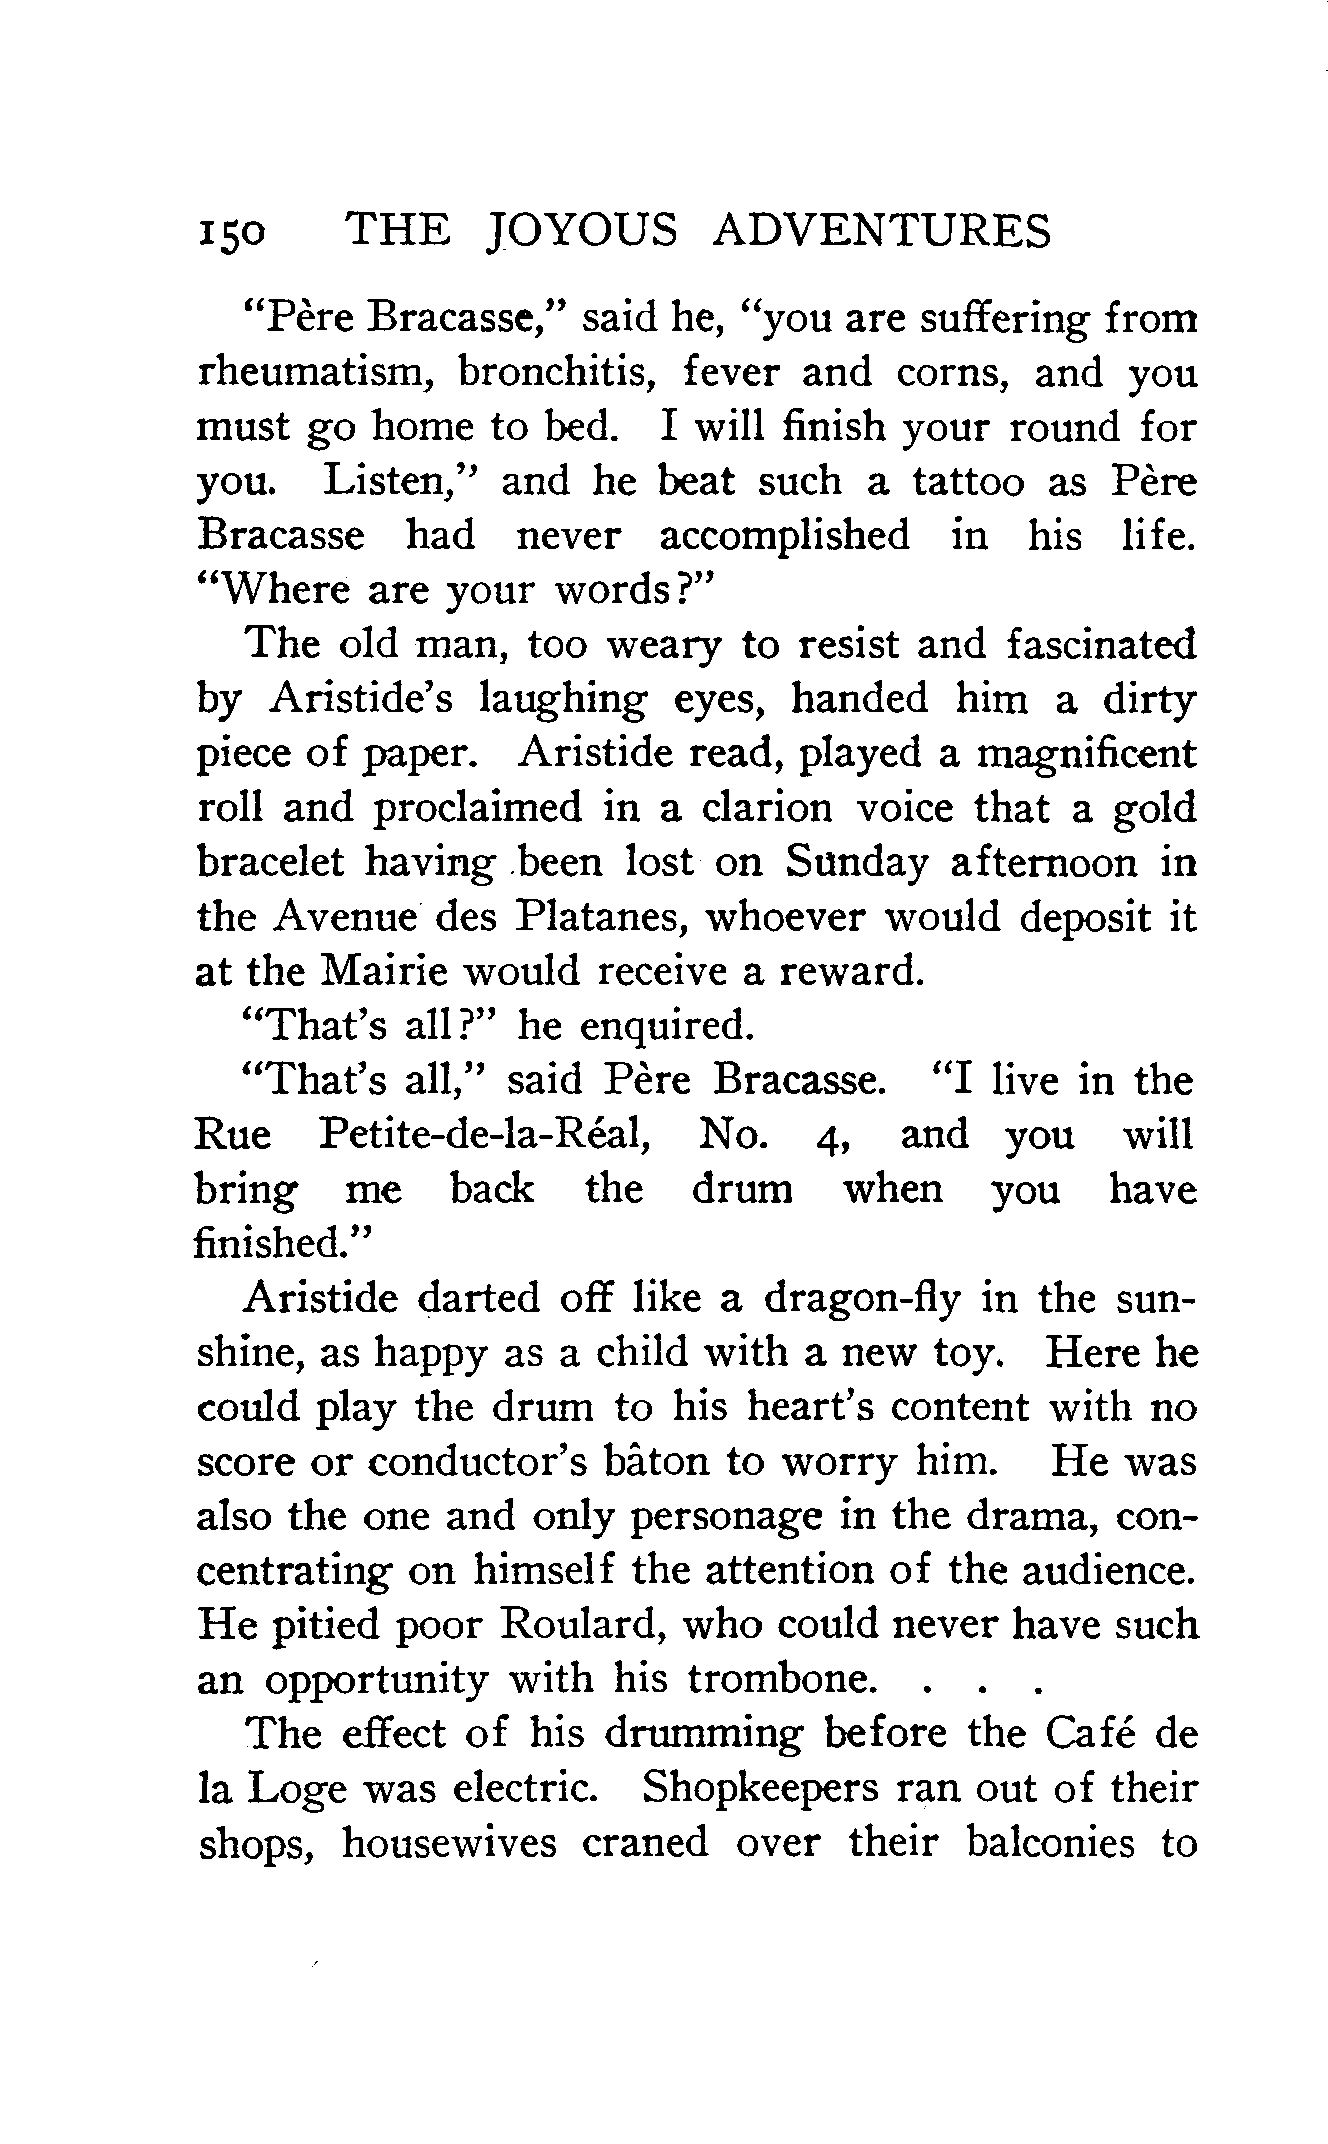 150 THE JOYOUS ADVENTURES
"Père Bracasse," said he, "you are suffering from
rheumatism, bronchitis, fever and corns, and you
must go home to bed. I will finish your round for
you. Listen," and he beat such a tattoo as Père
Bracasse had never accomplished in his life.
"Where are your words?"
The old man, too weary to resist and fascinated
by Aristide's laughing eyes, handed him a dirty
piece of paper. Aristide read, played a magnificent
roll and proclaimed in a clarion voice that a gold
bracelet having been lost on Sunday afternoon in
the Avenue des Platanes, whoever would deposit it
at the Mairie would receive a reward.
"That's all?" he enquired.
"That's all," said Père Bracasse. "I live in the
Rue Petite-de-la-Réal, No. 4, and you will
bring me back the drum when you have
finished."
Aristide darted off like a dragon-fly in the sun-
shine, as happy as a child with a new toy. Here he
could play the drum to his heart's content with no
score or conductor's bâton to worry him. He was
also the one and only personage in the drama, con-
centrating on himself the attention of the audience.
He pitied poor Roulard, who could never have such
an opportunity with his trombone. . . .
The effect of his drumming before the Café de
la Loge was electric. Shopkeepers ran out of their
shops, housewives craned over their balconies to